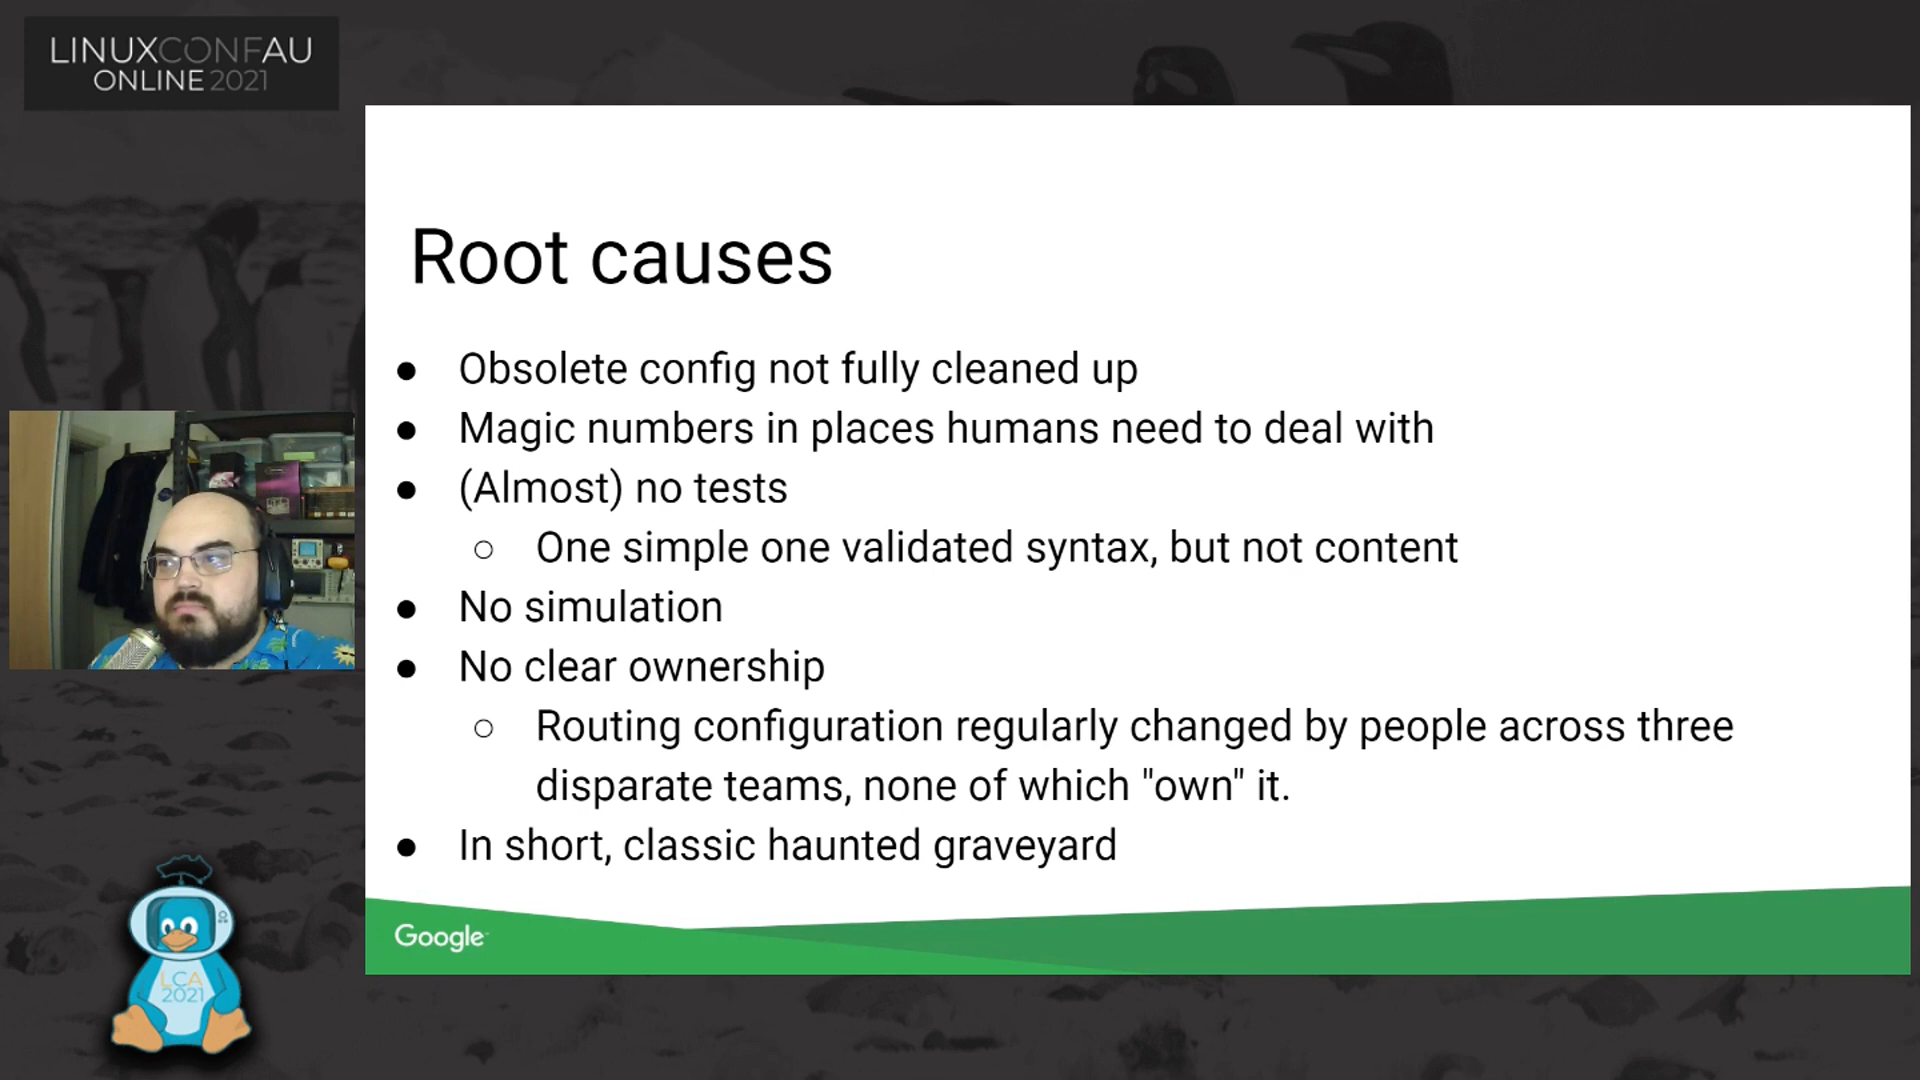 LINUXCONFAU
ONLINE 2021
Root causes
● Obsolete config not fully cleaned up
● Magic numbers in places humans need to deal with
● (Almost) no tests
○ One simple one validated syntax, but not content
● No simulation
● No clear ownership
○ Routing configuration regularly changed by people across three
disparate teams, none of which "own" it.
● In short, classic haunted graveyard
Google
LCA
2021